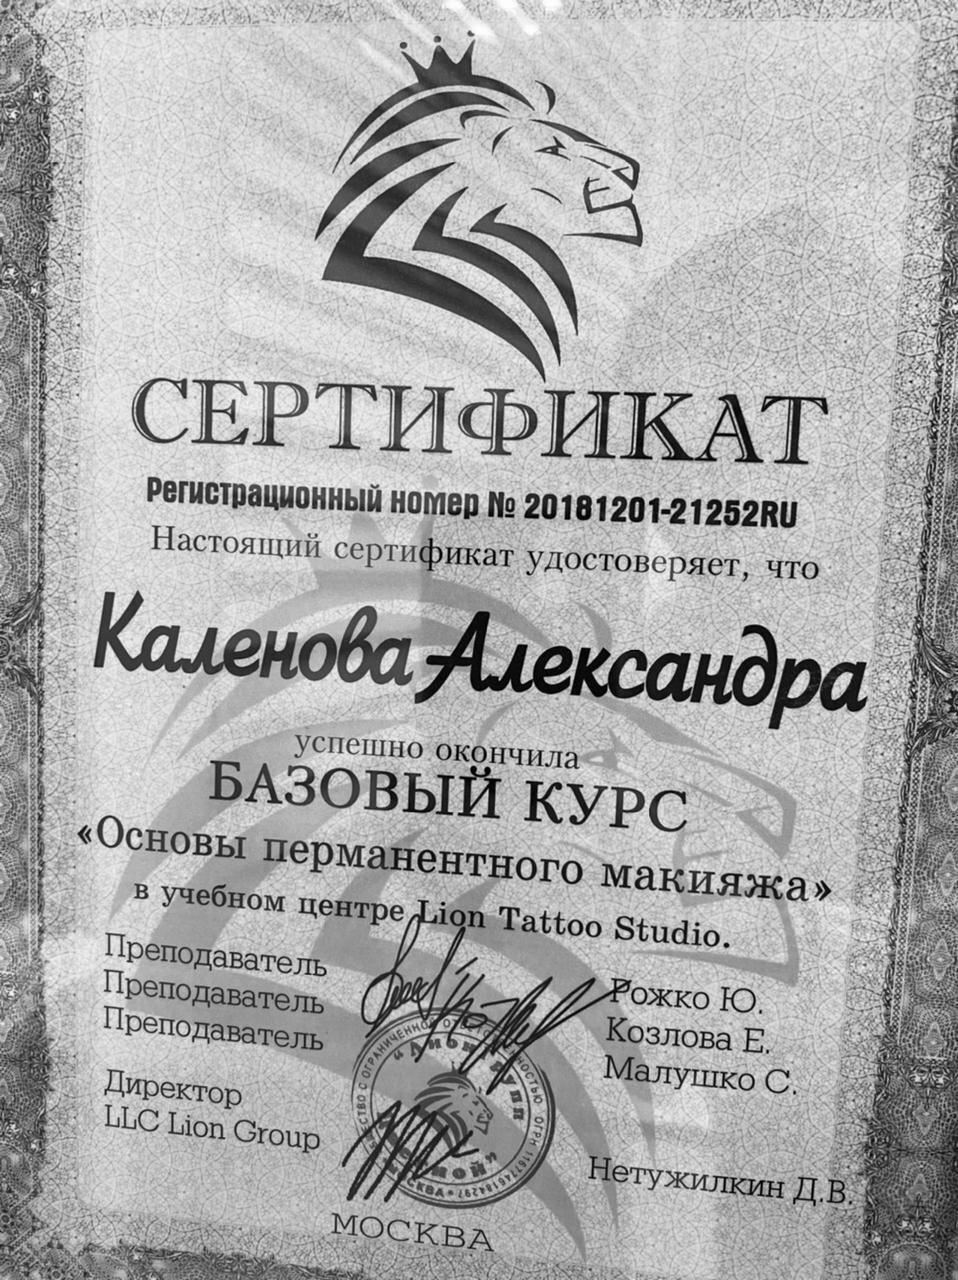 СЕРТИФИКАТ
Регистрационный номер № 20181201-21252RU
Настоящий сертификат удостоверяет, что
Каленова Александра
успешно окончила
БАЗОВЫЙ КУРС
«Основы перманентного макияжа»
в учебном центре Lion Tattoo Studio.
Преподаватель Рожко Ю.
Преподаватель Козлова Е.
Преподаватель Малушко С.
Директор
LLC Lion Group Нетужилкин Д.В.
МОСКВА